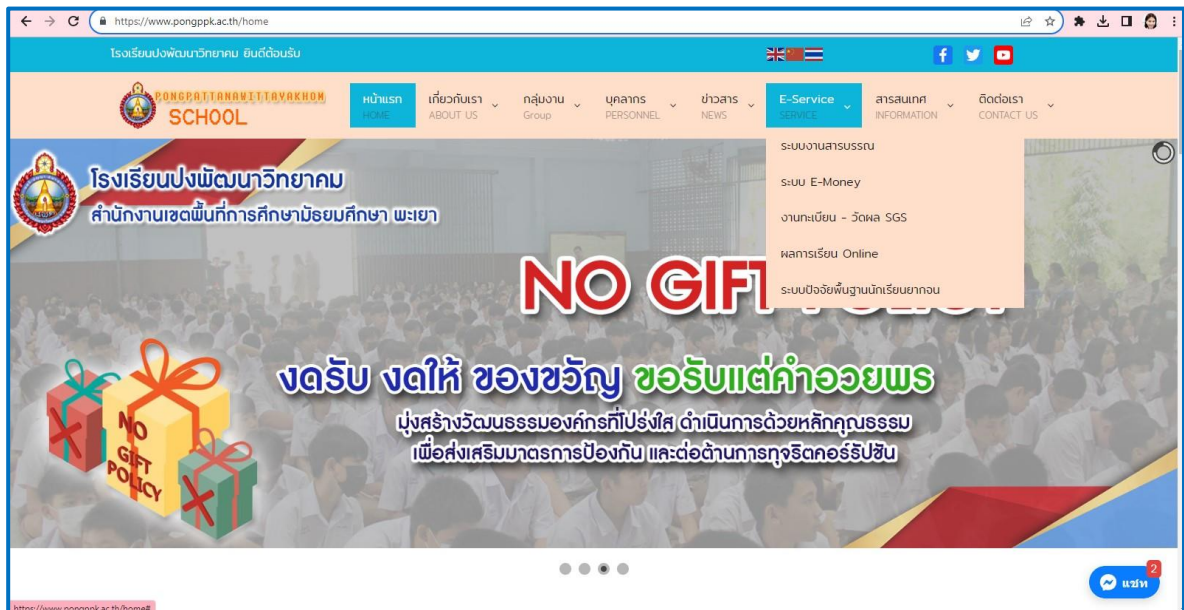 https://www.pongppk.ac.th/home
โรงเรียนปงพัฒนาวิทยาคม ยินดีต้อนรับ
PONGPATTANAWITTAYAKHOM
SCHOOL
หน้าแรก
HOME
เกี่ยวกับเรา
ABOUT US
กลุ่มงาน
Group
บุคลากร
PERSONNEL
ข่าวสาร
NEWS
E-Service
SERVICE
สารสนเทศ
INFORMATION
ติดต่อเรา
CONTACT US
ระบบงานสารบรรณ
ระบบ E-Money
งานทะเบียน - วัดผล SGS
ผลการเรียน Online
ระบบปัจจัยพื้นฐานนักเรียนยากจน
โรงเรียนปงพัฒนาวิทยาคม
สำนักงานเขตพื้นที่การศึกษามัธยมศึกษา พะเยา
NO GIFT
งดรับ งดให้ ของขวัญ ขอรับแต่คำอวยพร
มุ่งสร้างวัฒนธรรมองค์กรที่โปร่งใส ดำเนินการด้วยหลักคุณธรรม
เพื่อส่งเสริมมาตรการป้องกัน และต่อต้านการทุจริตคอร์รัปชัน
NO
GIFT
POLICY
2
แชท
https://www.pongppk.ac.th/home#